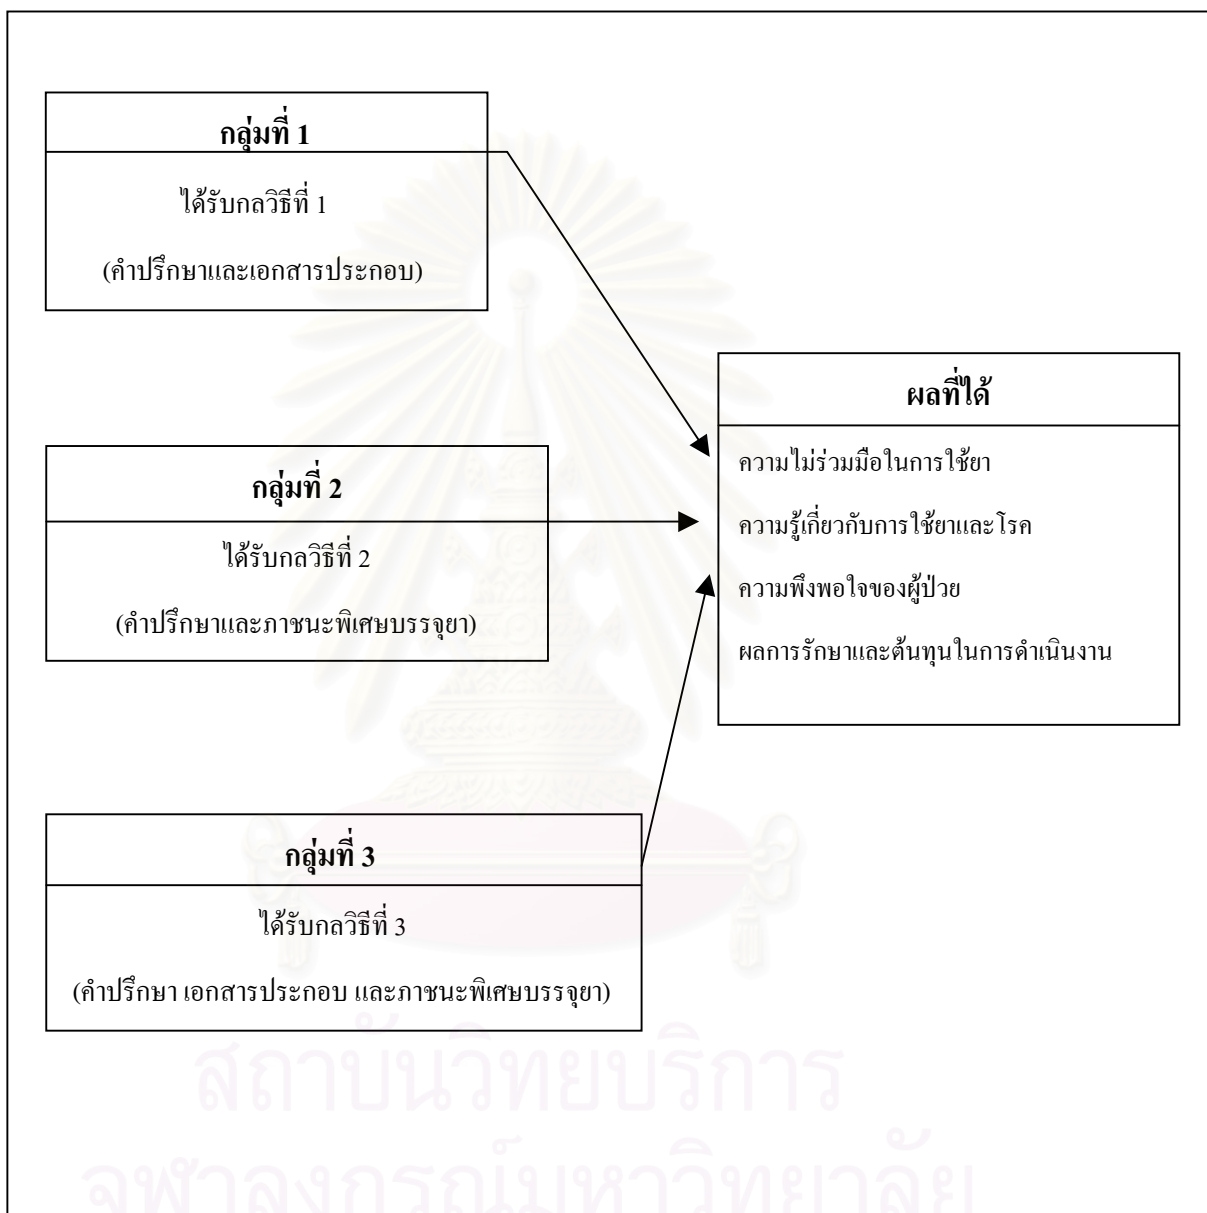 กลุ่มที่ 1
ได้รับกลวิธีที่ 1
(คำปรึกษาและเอกสารประกอบ)
กลุ่มที่ 2
ได้รับกลวิธีที่ 2
(คำปรึกษาและภาชนะพิเศษบรรจุยา)
กลุ่มที่ 3
ได้รับกลวิธีที่ 3
(คำปรึกษา เอกสารประกอบ และภาชนะพิเศษบรรจุยา)
ผลที่ได้
ความไม่ร่วมมือในการใช้ยา
ความรู้เกี่ยวกับการใช้ยาและโรค
ความพึงพอใจของผู้ป่วย
ผลการรักษาและต้นทุนในการดำเนินงาน
สถาบันวิทยบริการ
จุฬาลงกรณ์มหาวิทยาลัย